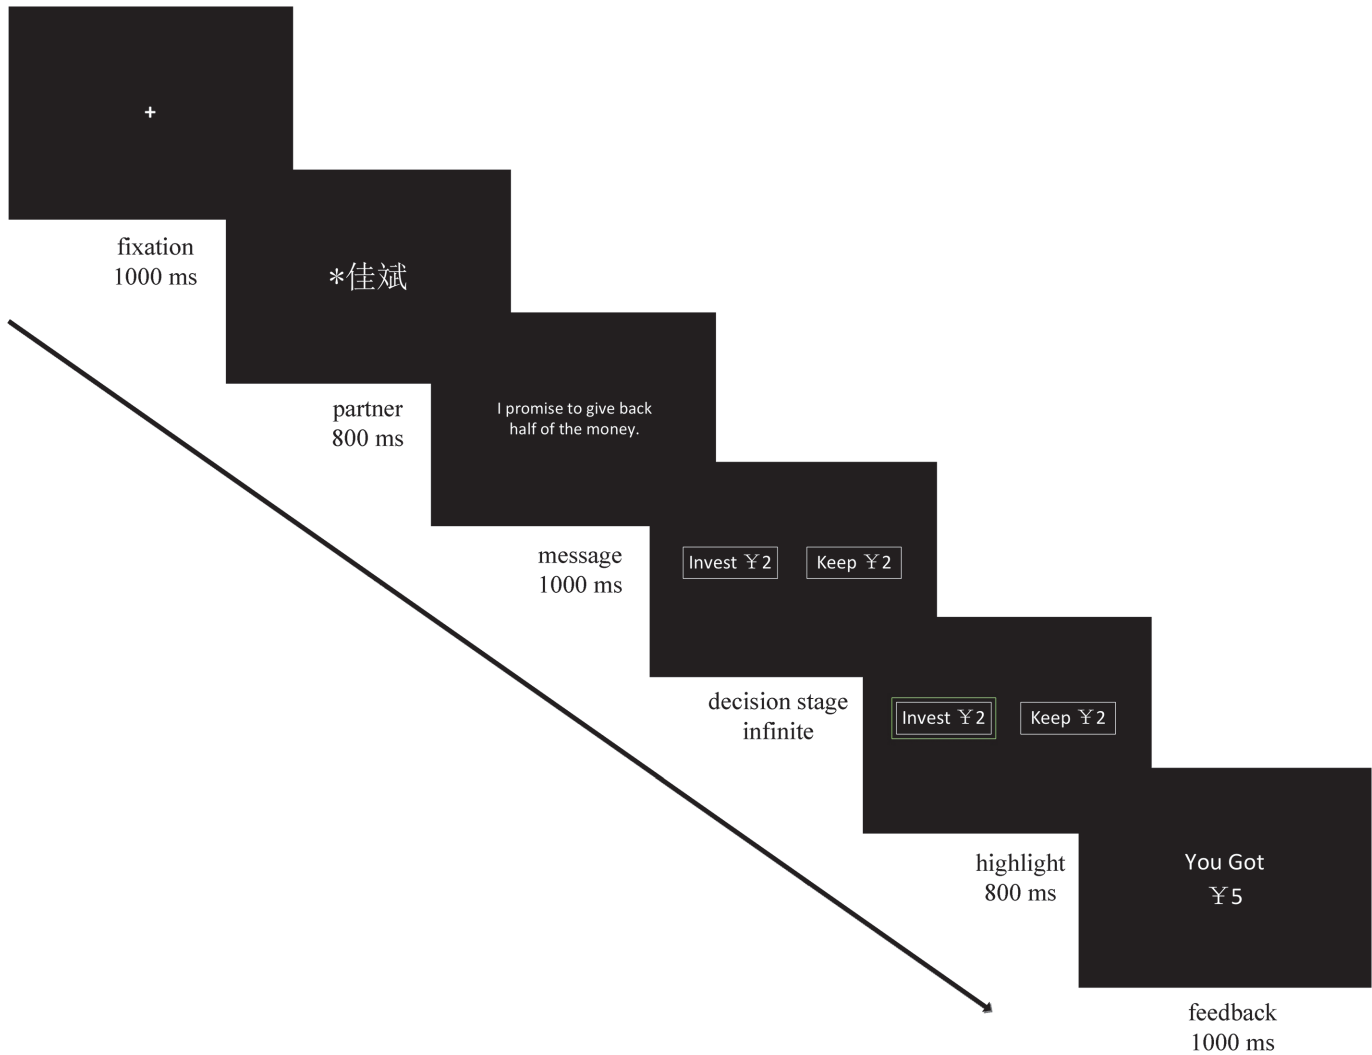 +
fixation
1000 ms
*佳斌
partner
800 ms
I promise to give back
half of the money.
message
1000 ms
Invest ¥2 Keep ¥2
decision stage
infinite
Invest ¥2 Keep ¥2
highlight
800 ms
You Got
¥5
feedback
1000 ms